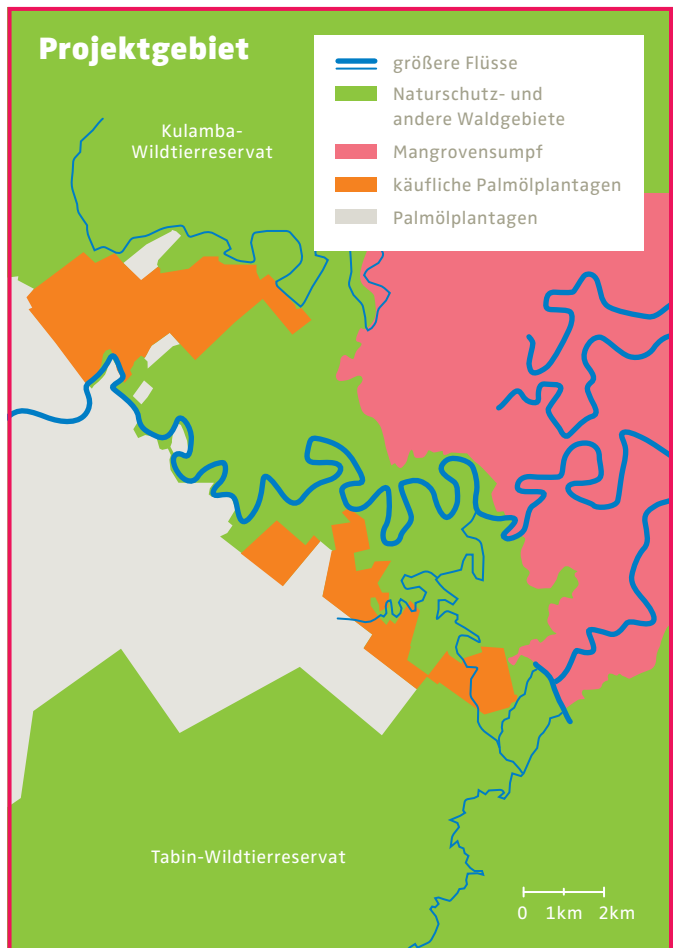 Projektgebiet
größere Flüsse
Naturschutz- und
andere Waldgebiete
Mangrovensumpf
käufliche Palmölplantagen
Palmölplantagen
Kulamba-
Wildtierreservat
Tabin-Wildtierreservat
0 1km 2km